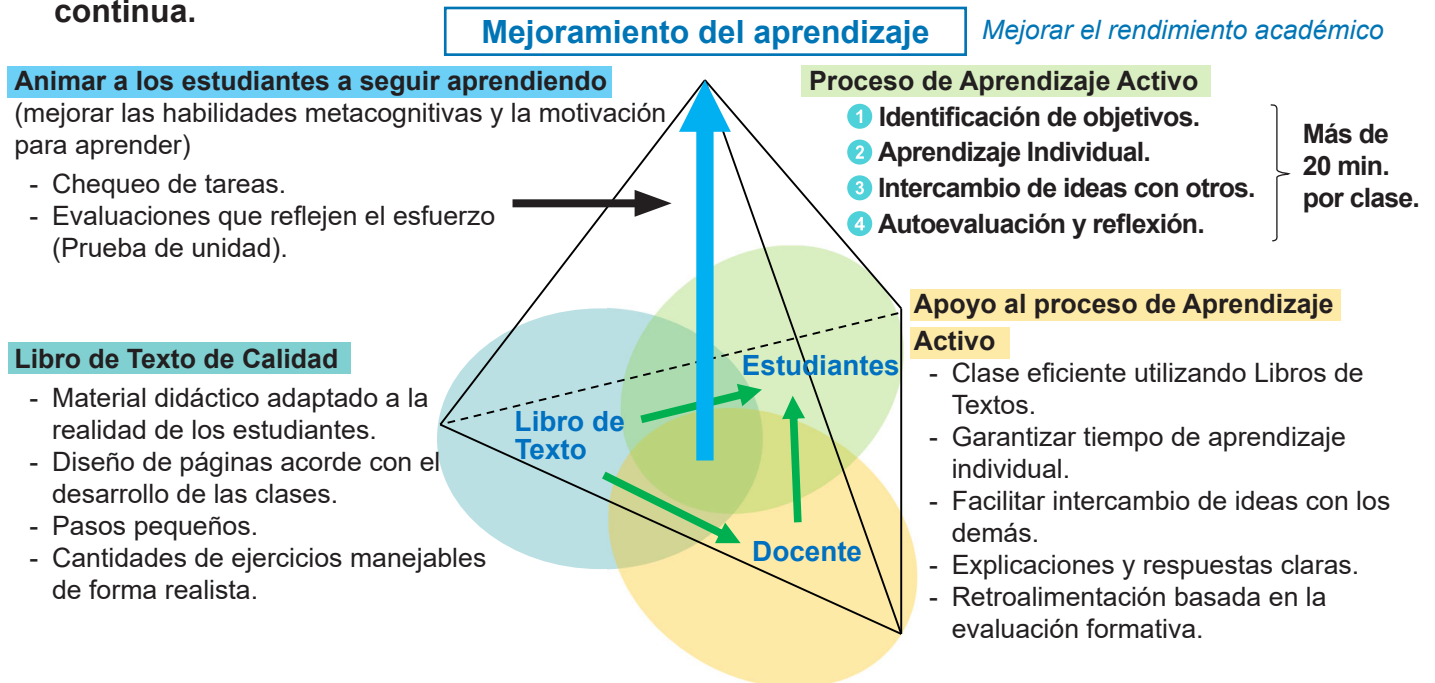 continua.
Mejoramiento del aprendizaje
Mejorar el rendimiento académico
Animar a los estudiantes a seguir aprendiendo
(mejorar las habilidades metacognitivas y la motivación
para aprender)
- Chequeo de tareas.
- Evaluaciones que reflejen el esfuerzo
(Prueba de unidad).
Proceso de Aprendizaje Activo
1 Identificación de objetivos.
2 Aprendizaje Individual.
3 Intercambio de ideas con otros.
4 Autoevaluación y reflexión.
Más de
20 min.
por clase.
Libro de Texto de Calidad
- Material didáctico adaptado a la
realidad de los estudiantes.
- Diseño de páginas acorde con el
desarrollo de las clases.
- Pasos pequeños.
- Cantidades de ejercicios manejables
de forma realista.
Estudiantes
Libro de
Texto
Docente
Apoyo al proceso de Aprendizaje
Activo
- Clase eficiente utilizando Libros de
Textos.
- Garantizar tiempo de aprendizaje
individual.
- Facilitar intercambio de ideas con los
demás.
- Explicaciones y respuestas claras.
- Retroalimentación basada en la
evaluación formativa.